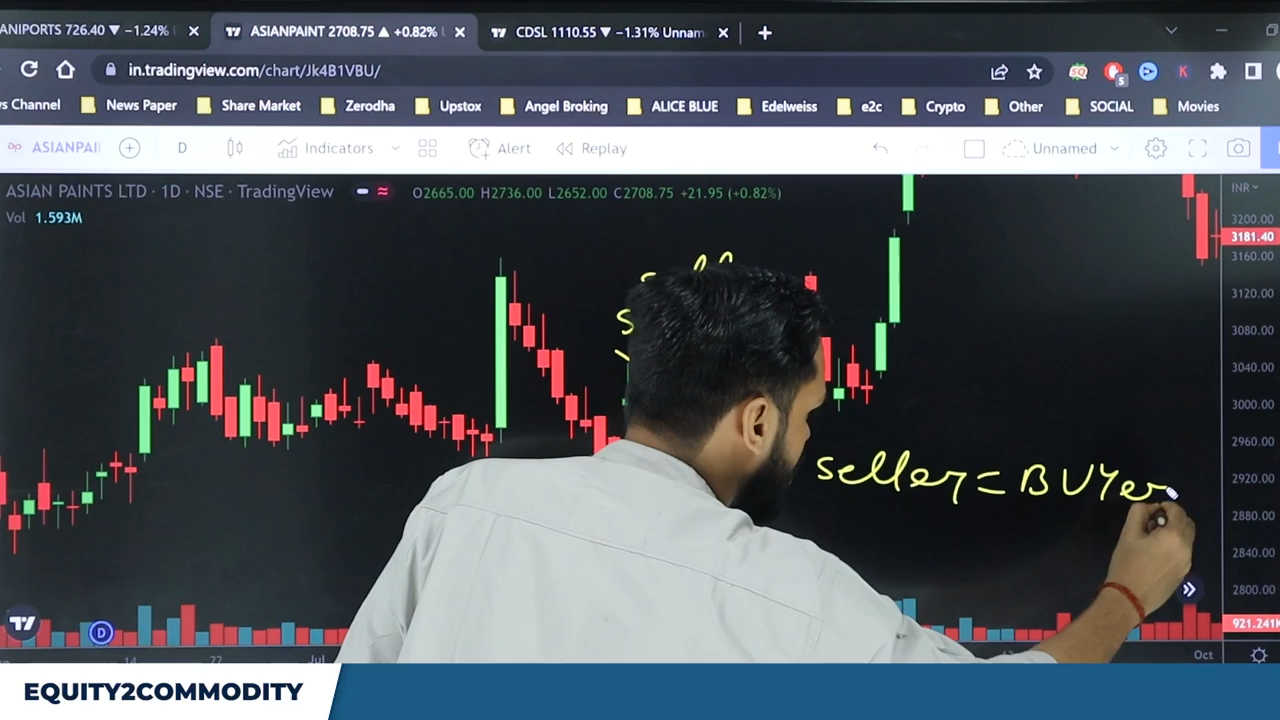 ANIPORTS 726.40 ▼ −1.24%
ASIANPAINT 2708.75 ▲ +0.82%
CDSL 1110.55 ▼ −1.31% Unnam
in.tradingview.com/chart/Jk4B1VBU/
5
K
vs Channel News Paper Share Market Zerodha Upstox Angel Broking ALICE BLUE Edelweiss e2c Crypto Other SOCIAL Movies
ASIANPAI D Indicators Alert Replay Unnamed
ASIAN PAINTS LTD · 1D · NSE · TradingView O2665.00 H2736.00 L2652.00 C2708.75 +21.95 (+0.82%)
INR
Vol 1.593M
3200.00
3181.40
3160.00
3120.00
3080.00
3040.00
3000.00
2960.00
2920.00
2880.00
2840.00
2800.00
seller = BUYer
921.241K
D
14 22 Jul Oct
EQUITY2COMMODITY